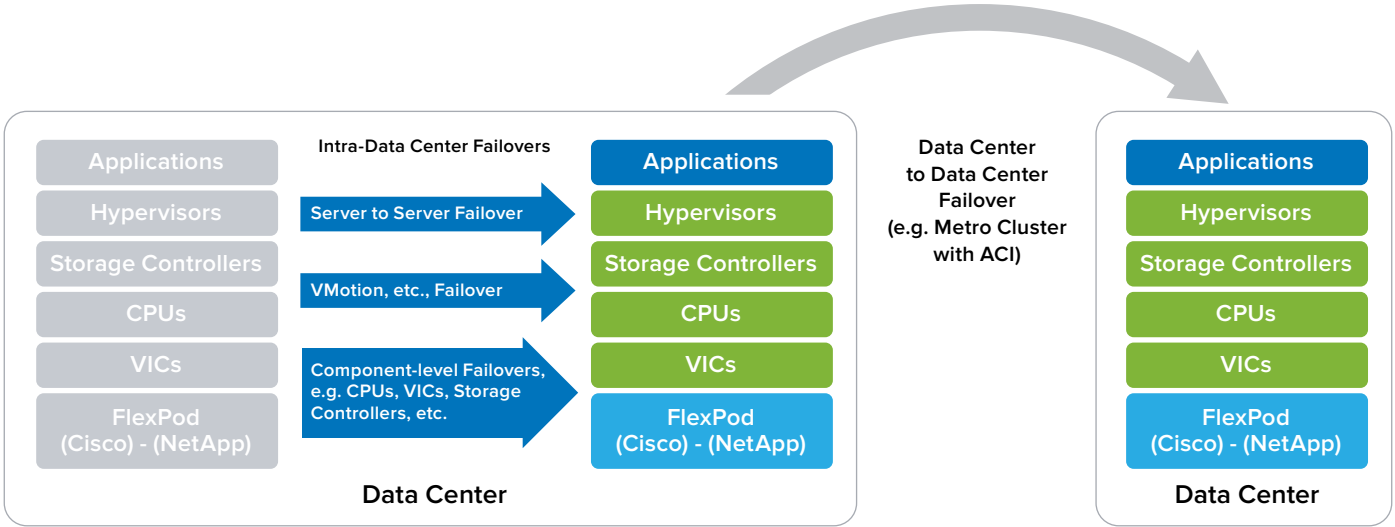 Applications
Hypervisors
Storage Controllers
CPUs
VICs
FlexPod
(Cisco) - (NetApp)
Intra-Data Center Failovers
Server to Server Failover
VMotion, etc., Failover
Component-level Failovers,
e.g. CPUs, VICs, Storage
Controllers, etc.
Applications
Hypervisors
Storage Controllers
CPUs
VICs
FlexPod
(Cisco) - (NetApp)
Data Center
Data Center
to Data Center
Failover
(e.g. Metro Cluster
with ACI)
Applications
Hypervisors
Storage Controllers
CPUs
VICs
FlexPod
(Cisco) - (NetApp)
Data Center